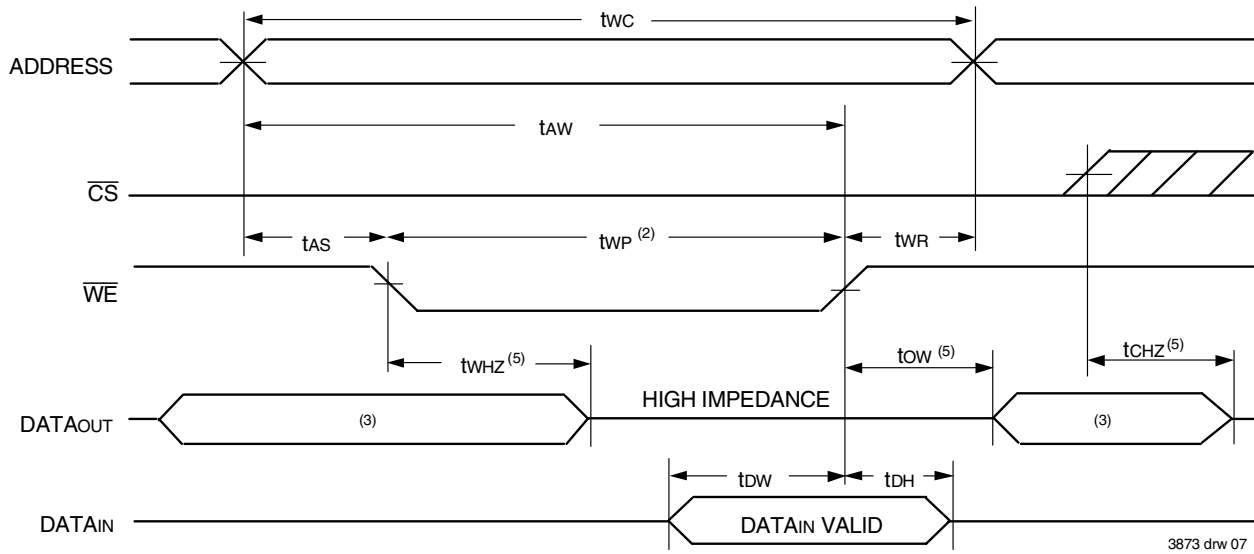 tWC
ADDRESS
tAW
CS
tAS
tWP (2)
tWR
WE
tWHZ (5)
tOW (5)
tCHZ (5)
HIGH IMPEDANCE
DATAOUT
(3)
(3)
tDW
tDH
DATAIN
DATAIN VALID
3873 drw 07